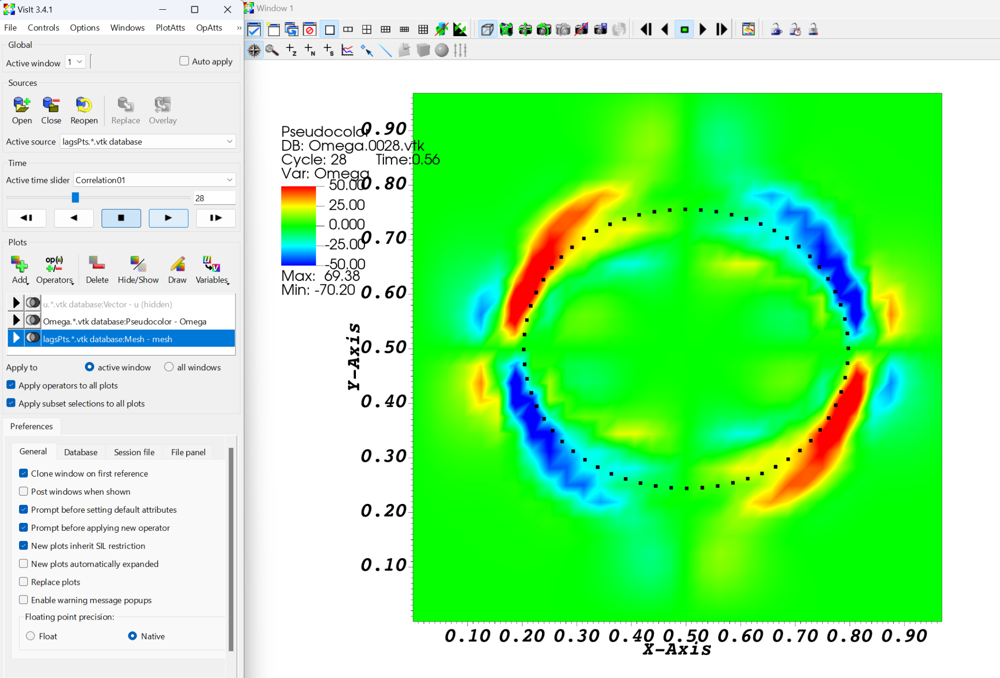 VisIt 3.4.1
File Controls Options Windows PlotAtts OpAtts »
Global
Active window 1 Auto apply
Sources
Open Close Reopen Replace Overlay
Active source lagsPts.*.vtk database
Time
Active time slider Correlation01
28
Plots
op(·)
Add Operators Delete Hide/Show Draw Variables
u.*.vtk database:Vector - u (hidden)
Omega.*.vtk database:Pseudocolor - Omega
lagsPts.*.vtk database:Mesh - mesh
Apply to active window all windows
Apply operators to all plots
Apply subset selections to all plots
Preferences
General Database Session file File panel
Clone window on first reference
Post windows when shown
Prompt before setting default attributes
Prompt before applying new operator
New plots inherit SIL restriction
New plots automatically expanded
Replace plots
Enable warning message popups
Floating point precision:
Float Native
Window 1
Pseudocolor
DB: Omega.0028.vtk
Cycle: 28 Time:0.56
Var: Omega
50.00
25.00
0.000
-25.00
-50.00
Max: 69.38
Min: -70.20
0.90
0.80
0.70
0.60
0.50
0.40
0.30
0.20
0.10
Y-Axis
0.10 0.20 0.30 0.40 0.50 0.60 0.70 0.80 0.90
X-Axis